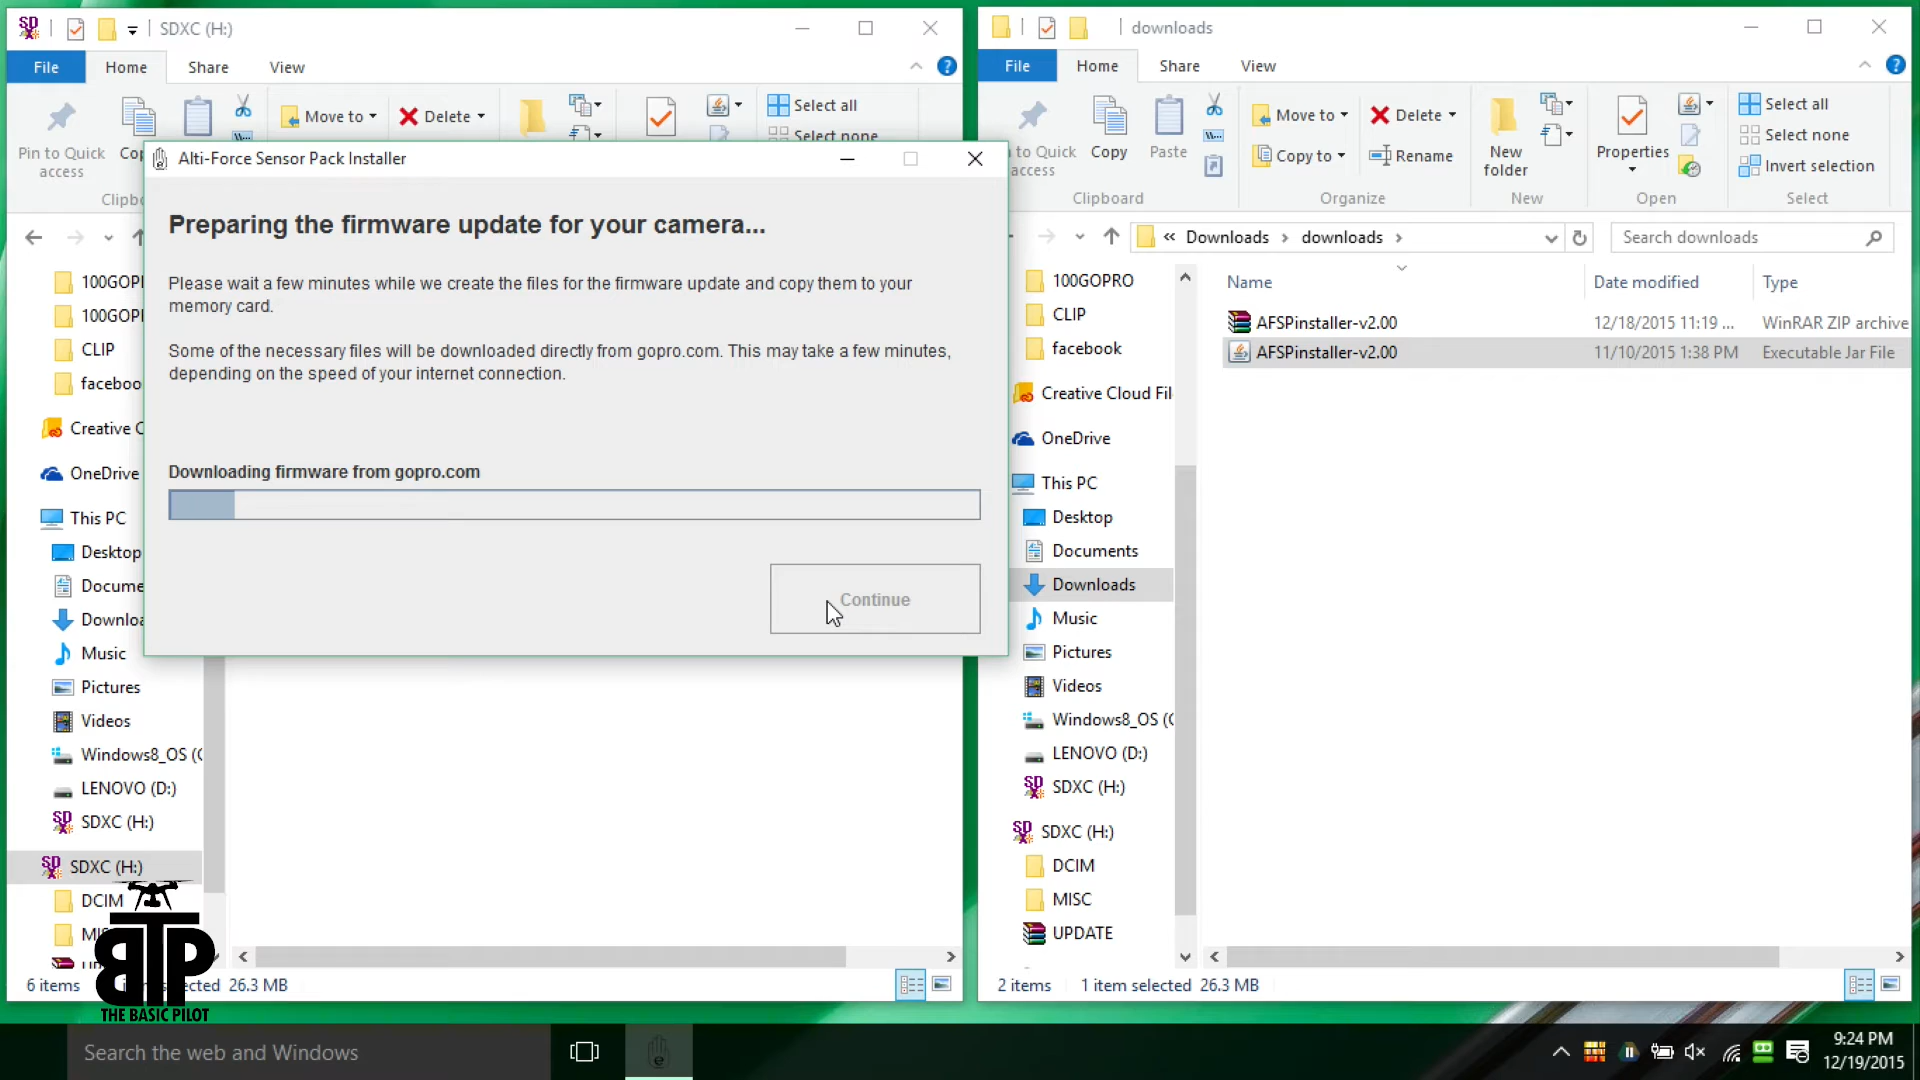 SDXC (H:)
File
Home
Share
View
Pin to Quick
access
Move to
Delete
Select all
Select none
Alti-Force Sensor Pack Installer
Preparing the firmware update for your camera...
Please wait a few minutes while we create the files for the firmware update and copy them to your
memory card.
Some of the necessary files will be downloaded directly from gopro.com. This may take a few minutes,
depending on the speed of your internet connection.
Downloading firmware from gopro.com
Continue
CLIP
OneDrive
This PC
Desktop
Music
Pictures
Videos
Windows8_OS (
LENOVO (D:)
SDXC (H:)
SDXC (H:)
DCIM
6 items
26.3 MB
BTP
THE BASIC PILOT
downloads
File
Home
Share
View
to Quick
access
Copy
Paste
Clipboard
Move to
Copy to
Delete
Rename
Organize
New
folder
New
Properties
Open
Select all
Select none
Invert selection
Select
« Downloads > downloads >
Search downloads
100GOPRO
CLIP
facebook
Creative Cloud Fil
OneDrive
This PC
Desktop
Documents
Downloads
Music
Pictures
Videos
Windows8_OS (
LENOVO (D:)
SDXC (H:)
SDXC (H:)
DCIM
MISC
UPDATE
Name Date modified Type
AFSPinstaller-v2.00 12/18/2015 11:19 ... WinRAR ZIP archive
AFSPinstaller-v2.00 11/10/2015 1:38 PM Executable Jar File
2 items 1 item selected 26.3 MB
Search the web and Windows
9:24 PM
12/19/2015